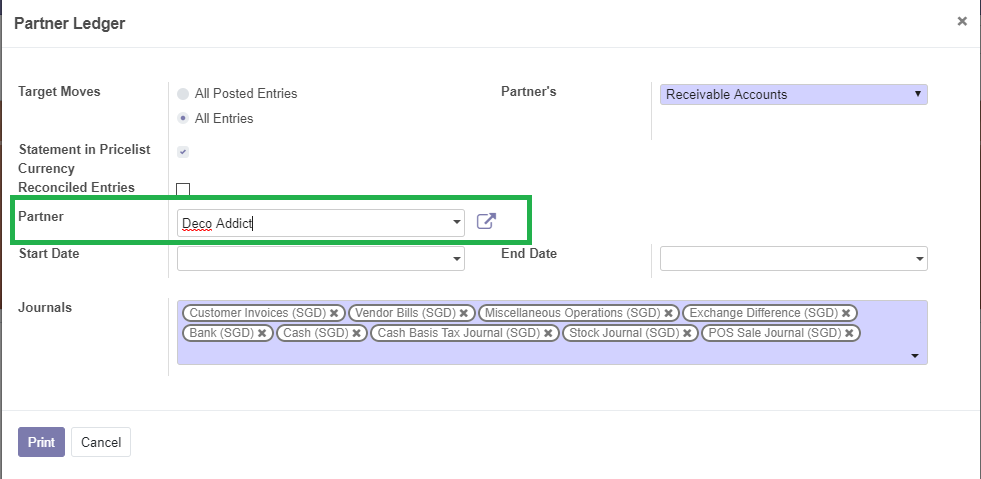 Partner Ledger
Target Moves
All Posted Entries
All Entries
Partner's
Receivable Accounts
Statement in Pricelist
Currency
Reconciled Entries
Partner
Deco Addict
Start Date
End Date
Journals
Customer Invoices (SGD) Vendor Bills (SGD) Miscellaneous Operations (SGD) Exchange Difference (SGD)
Bank (SGD) Cash (SGD) Cash Basis Tax Journal (SGD) Stock Journal (SGD) POS Sale Journal (SGD)
Print Cancel